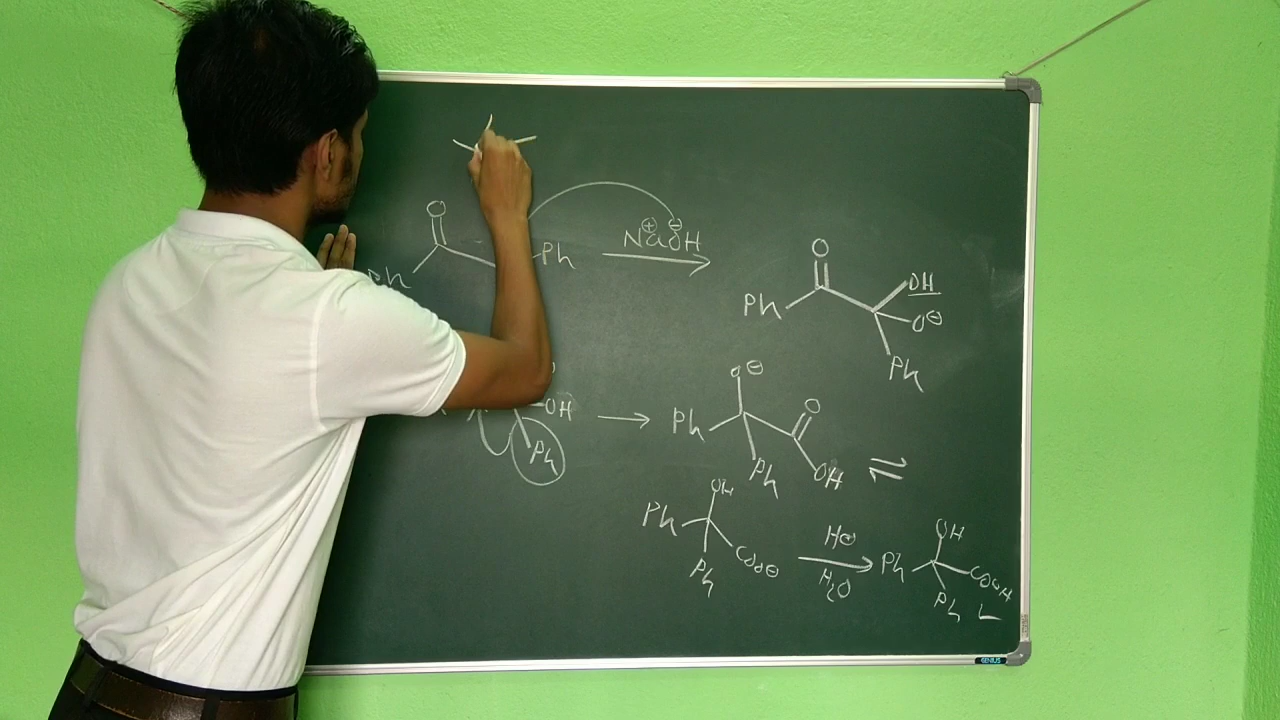 O
Ph Ph NaOH ⊕ ⊖
O OH
Ph O⊖
Ph
OH
Ph
O⊖
Ph O
Ph OH
OH
Ph COO⊖
Ph
H⊕
H2O
OH
Ph COOH
Ph
GENIUS